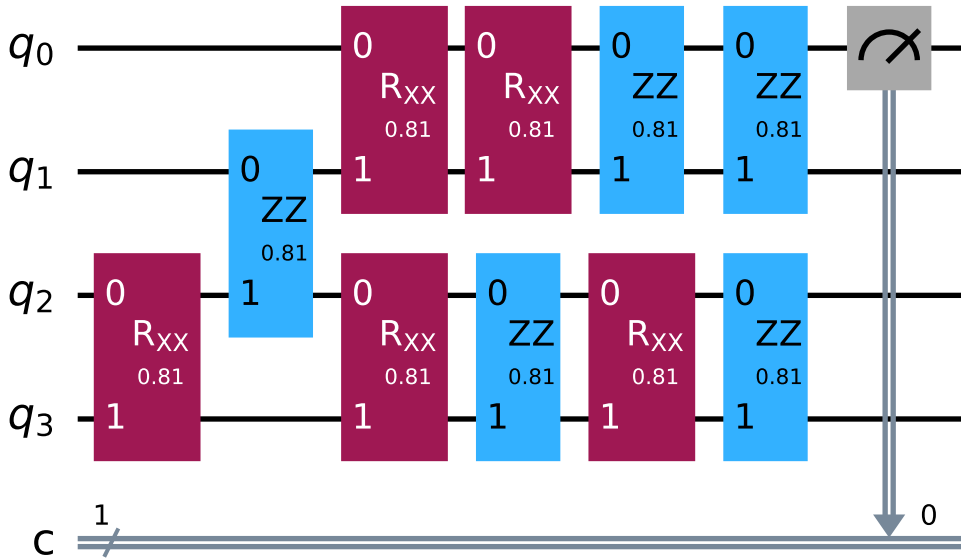 q0 0 0 0 0
RXX RXX ZZ ZZ
0.81 0.81 0.81 0.81
q1 0 1 1 1 1
ZZ
0.81
q2 0 1 0 0 0 0
RXX RXX ZZ RXX ZZ
0.81 0.81 0.81 0.81 0.81
q3 1 1 1 1 1
1 0
c